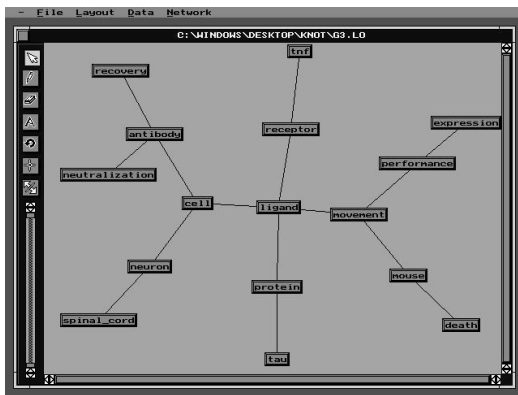 - File Layout Data Network
C:\WINDOWS\DESKTOP\KNOT\G3.LO
tnf
recovery
expression
receptor
antibody
performance
neutralization
cell
ligand
movement
neuron
mouse
protein
spinal_cord
death
tau
A